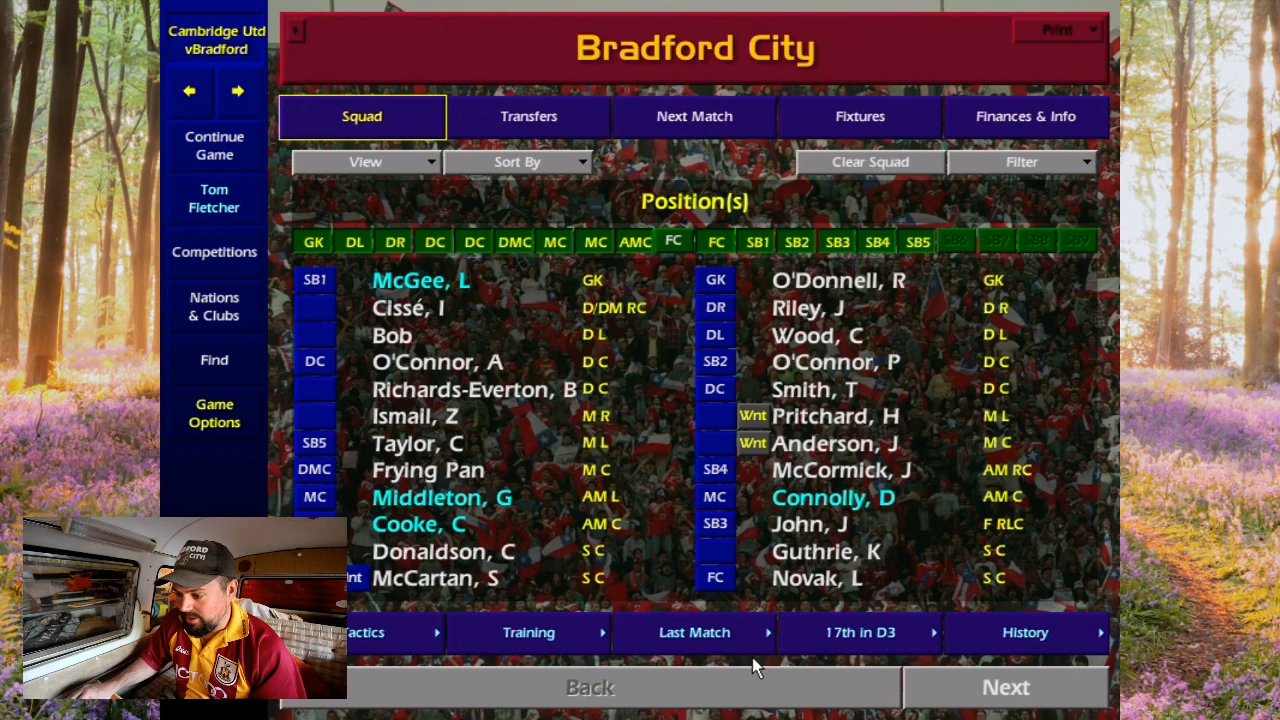 Cambridge Utd
vBradford
Continue
Game
Tom
Fletcher
Competitions
Nations
& Clubs
Find
Game
Options
Bradford City
Print
Squad
Transfers
Next Match
Fixtures
Finances & Info
View
Sort By
Clear Squad
Filter
Position(s)
GK DL DR DC DC DMC MC MC AMC FC FC SB1 SB2 SB3 SB4 SB5 SB6 SB7 SB8 SB9
SB1 McGee, L GK
GK O'Donnell, R GK
Cissé, I D/DM RC
DR Riley, J D R
Bob D L
DL Wood, C D L
DC O'Connor, A D C
SB2 O'Connor, P D C
Richards-Everton, B D C
DC Smith, T D C
Ismail, Z M R
Wnt Pritchard, H M L
SB5 Taylor, C M L
Wnt Anderson, J M C
DMC Frying Pan M C
SB4 McCormick, J AM RC
MC Middleton, G AM L
MC Connolly, D AM C
Cooke, C AM C
SB3 John, J F RLC
Donaldson, C S C
Guthrie, K S C
McCartan, S S C
FC Novak, L S C
actics
Training
Last Match
17th in D3
History
Back
Next